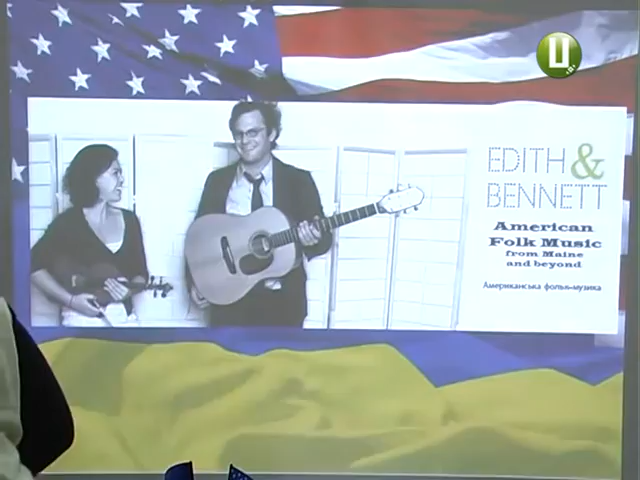 Ц
EDITH &
BENNETT
American
Folk Music
from Maine
and beyond
Американська фольк-музика